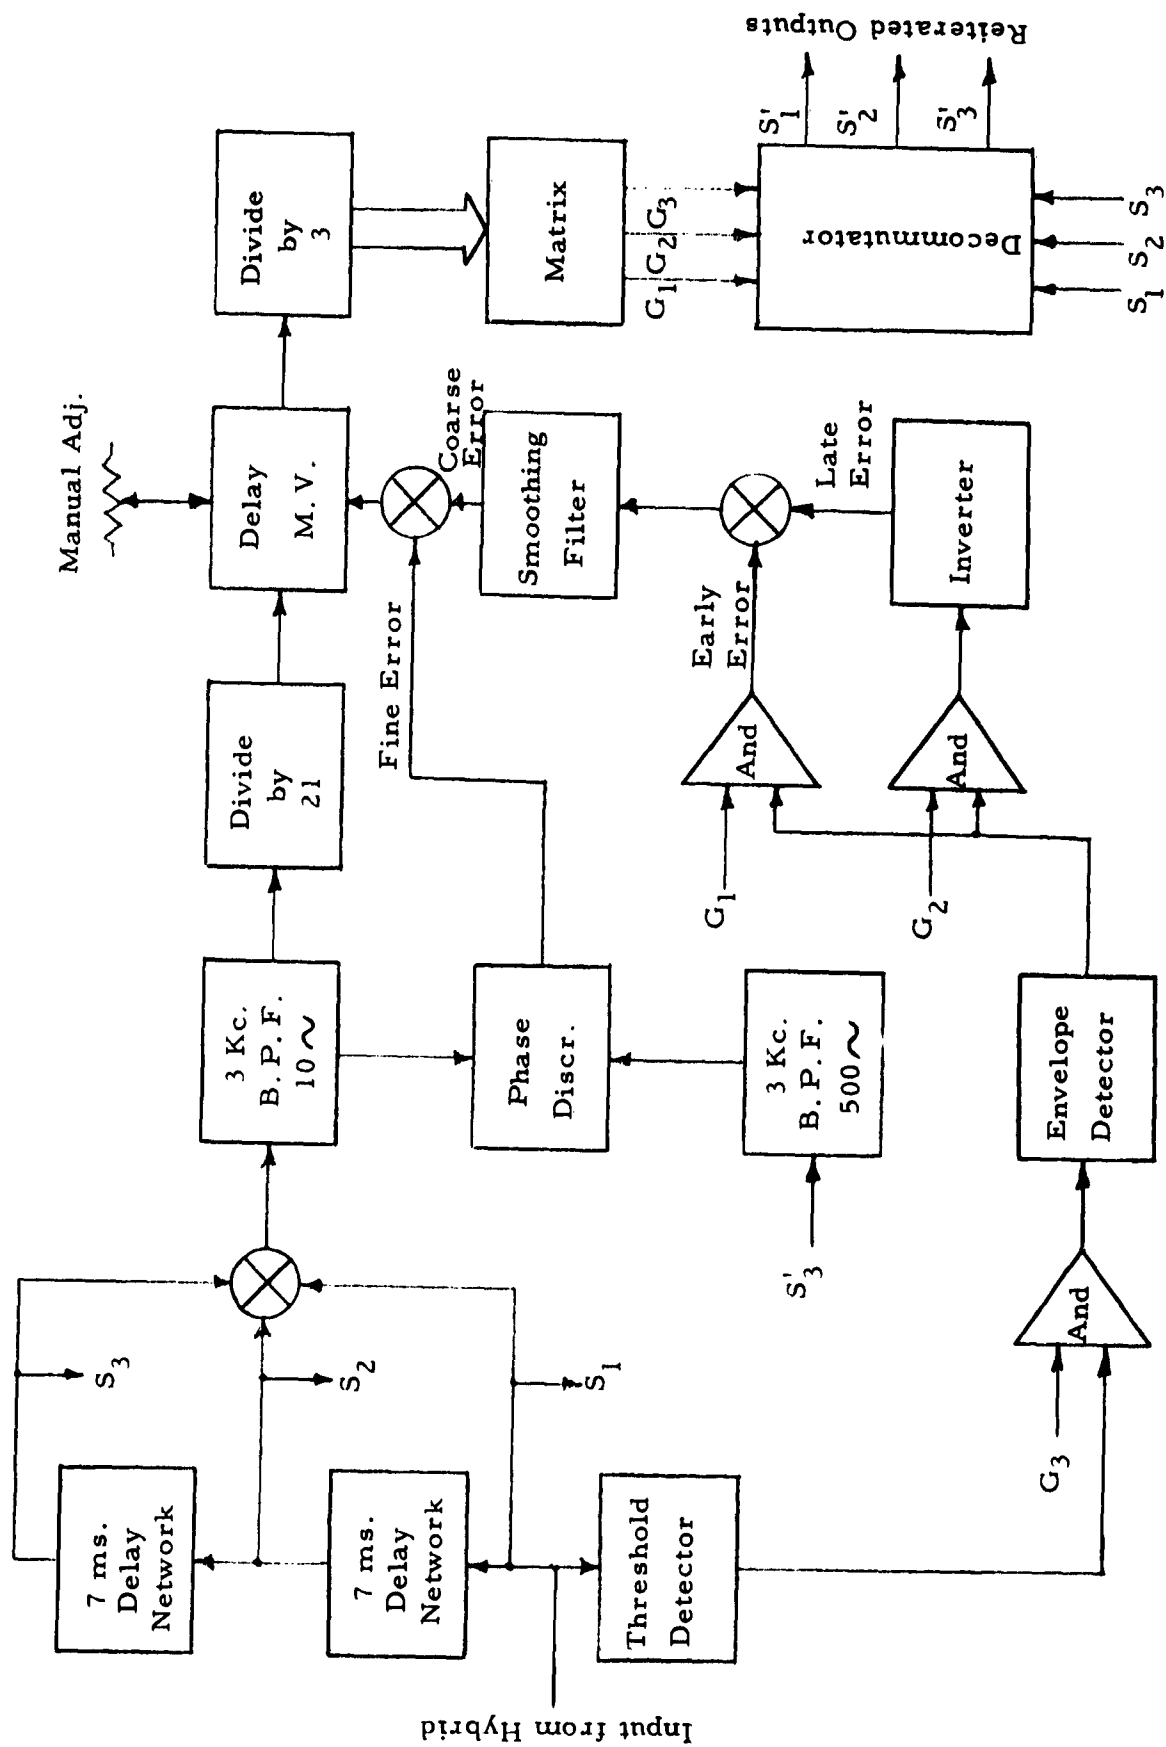 Manual Adj.
7 ms.
Delay
Network
S3
3 Kc.
B. P. F.
10~
Divide
by
21
Delay
M. V.
Divide
by
3
S2
Fine Error
Coarse
Error
7 ms.
Delay
Network
S1
Phase
Discr.
Smoothing
Filter
Matrix
Input from Hybrid
G1 G2 G3
Threshold
Detector
S'3
3 Kc.
B. P. F.
500~
G1
And
Early
Error
Decommutator
S'1
S'2
S'3
Reiterated Outputs
Late
Error
G2
And
Inverter
G3
And
Envelope
Detector
S1 S2 S3